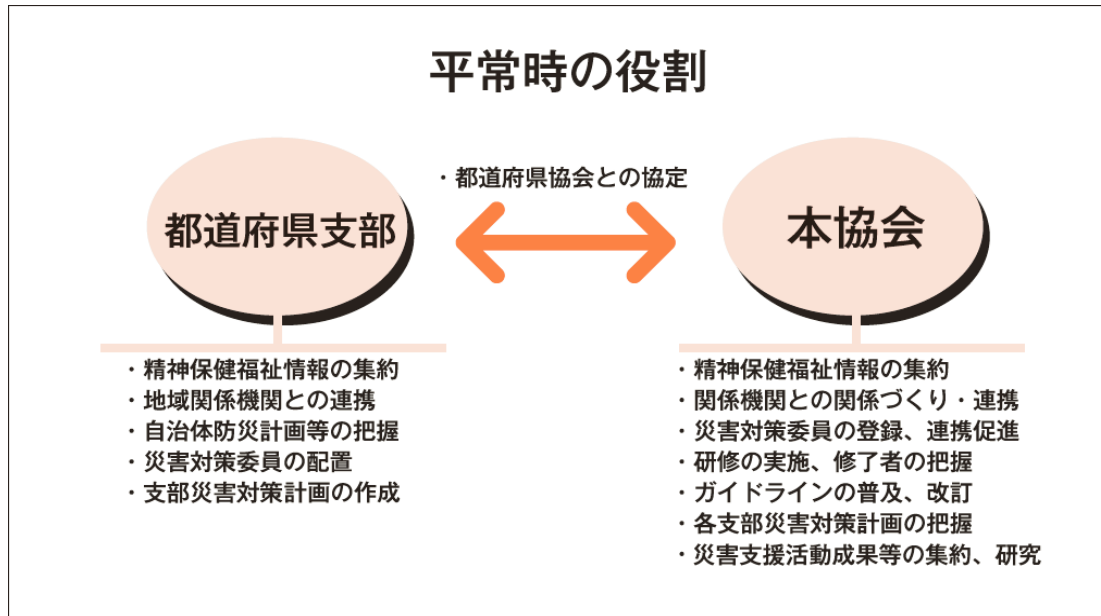 平常時の役割
・都道府県協会との協定
都道府県支部
本協会
・精神保健福祉情報の集約
・地域関係機関との連携
・自治体防災計画等の把握
・災害対策委員の配置
・支部災害対策計画の作成
・精神保健福祉情報の集約
・関係機関との関係づくり・連携
・災害対策委員の登録、連携促進
・研修の実施、修了者の把握
・ガイドラインの普及、改訂
・各支部災害対策計画の把握
・災害支援活動成果等の集約、研究